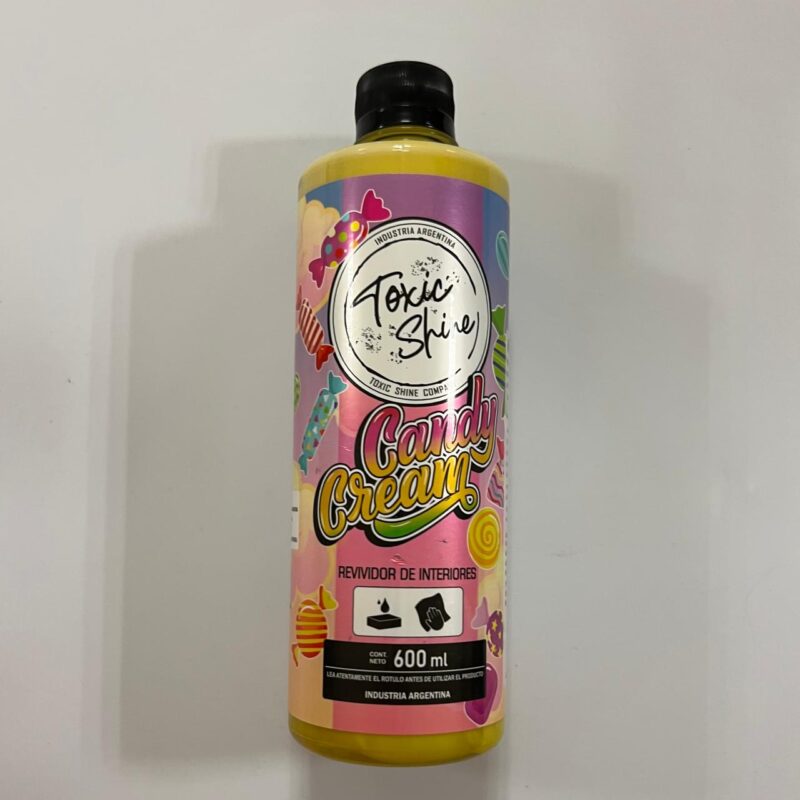 INDUSTRIA ARGENTINA
Toxic
Shine
TOXIC SHINE COMPA
Candy
Cream
REVIVIDOR DE INTERIORES
CONT. NETO 600 ml
LEA ATENTAMENTE EL ROTULO ANTES DE UTILIZAR EL PRODUCTO
INDUSTRIA ARGENTINA